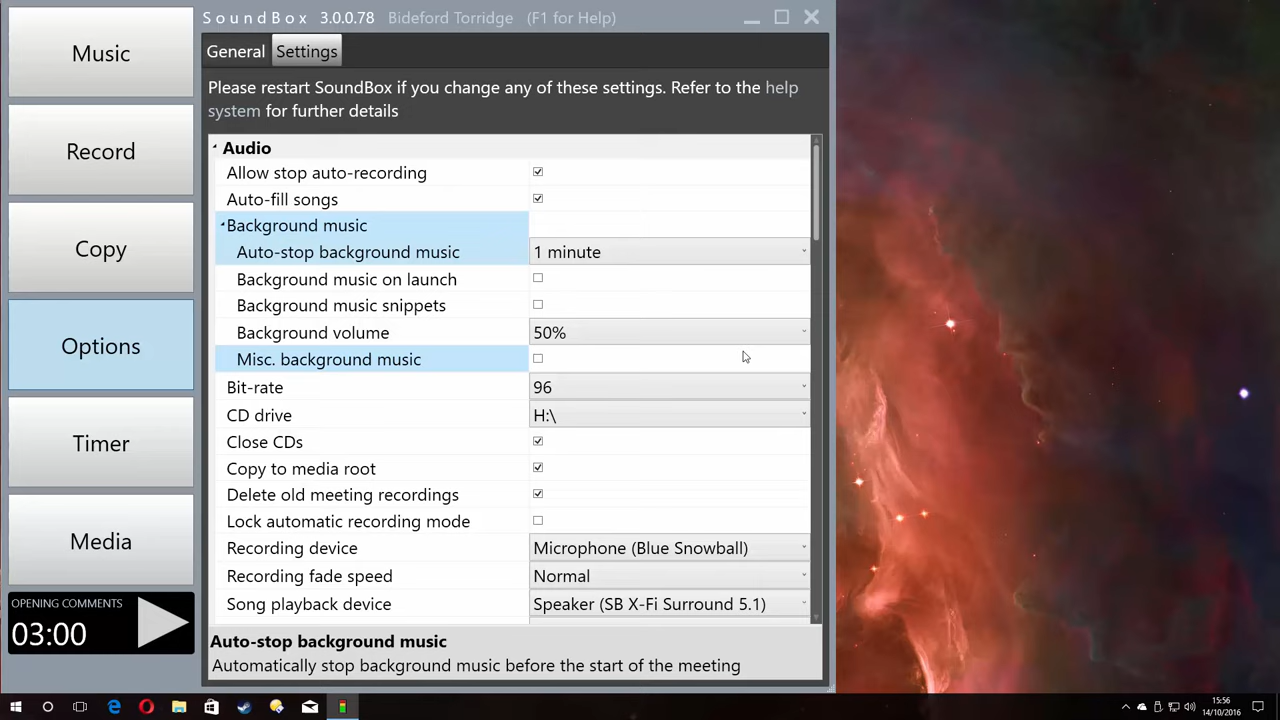 SoundBox 3.0.0.78 Bideford Torridge (F1 for Help)
Music
Record
Copy
Options
Timer
Media
OPENING COMMENTS
03:00
General Settings
Please restart SoundBox if you change any of these settings. Refer to the help
system for further details
Audio
Allow stop auto-recording
Auto-fill songs
Background music
Auto-stop background music 1 minute
Background music on launch
Background music snippets
Background volume 50%
Misc. background music
Bit-rate 96
CD drive H:\
Close CDs
Copy to media root
Delete old meeting recordings
Lock automatic recording mode
Recording device Microphone (Blue Snowball)
Recording fade speed Normal
Song playback device Speaker (SB X-Fi Surround 5.1)
Auto-stop background music
Automatically stop background music before the start of the meeting
15:56
14/10/2016